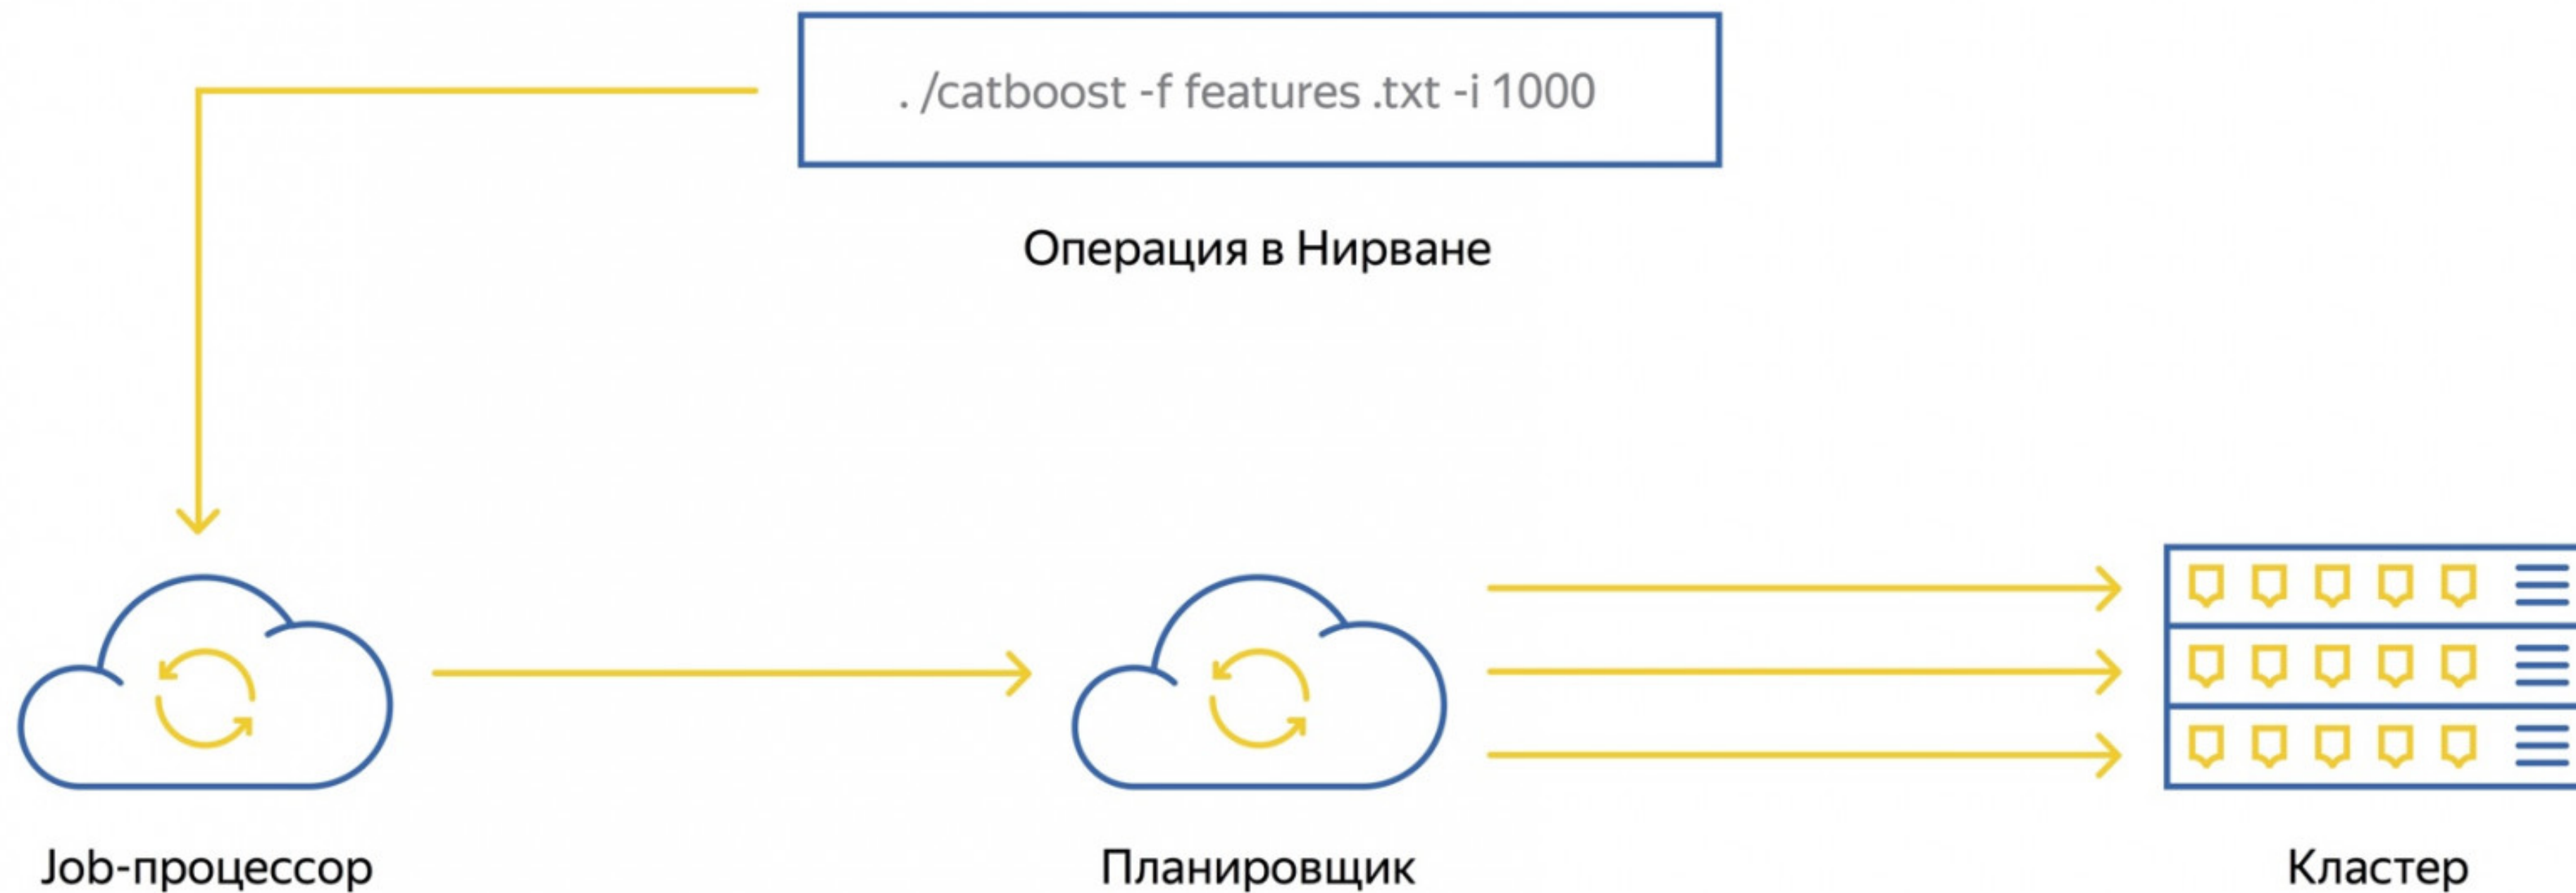 . /catboost -f features .txt -i 1000
Операция в Нирване
Job-процессор
Планировщик
Кластер